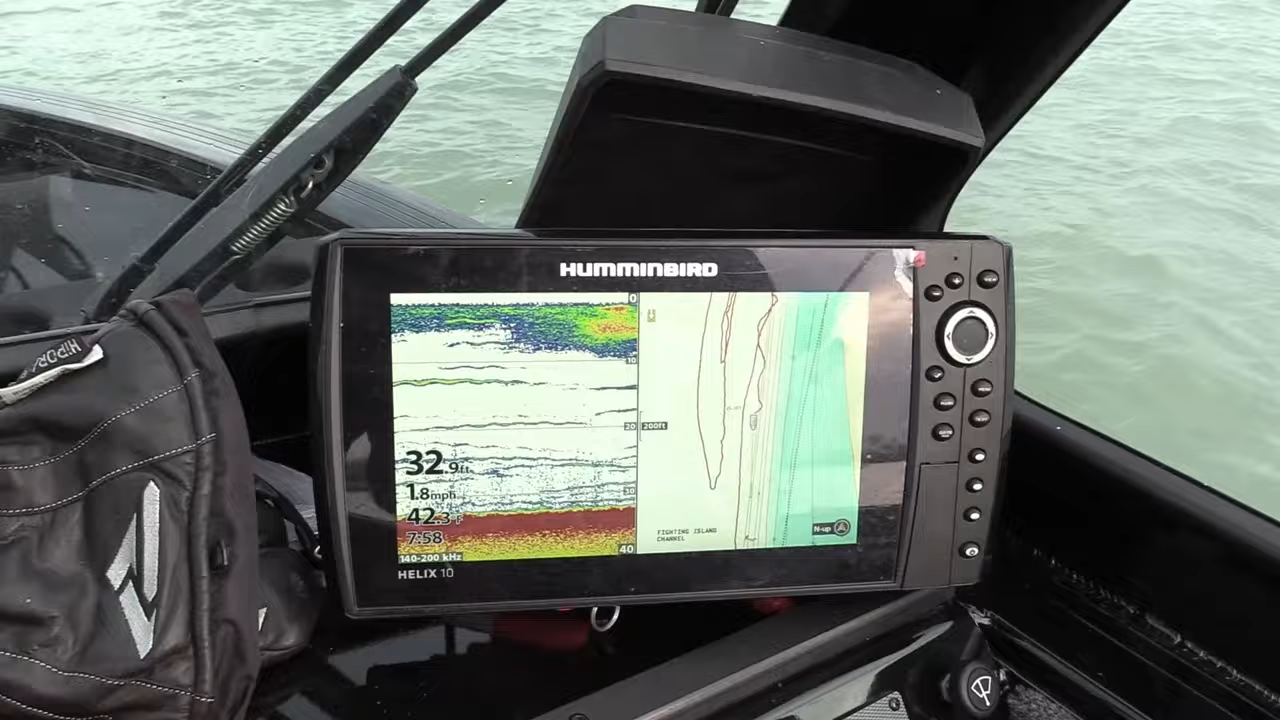 HUMMINBIRD
0
10
20
30
40
32.9ft
1.8mph
42.3F
7:58
140-200 kHz
200ft
FIGHTING ISLAND
CHANNEL
N-up
HELIX 10